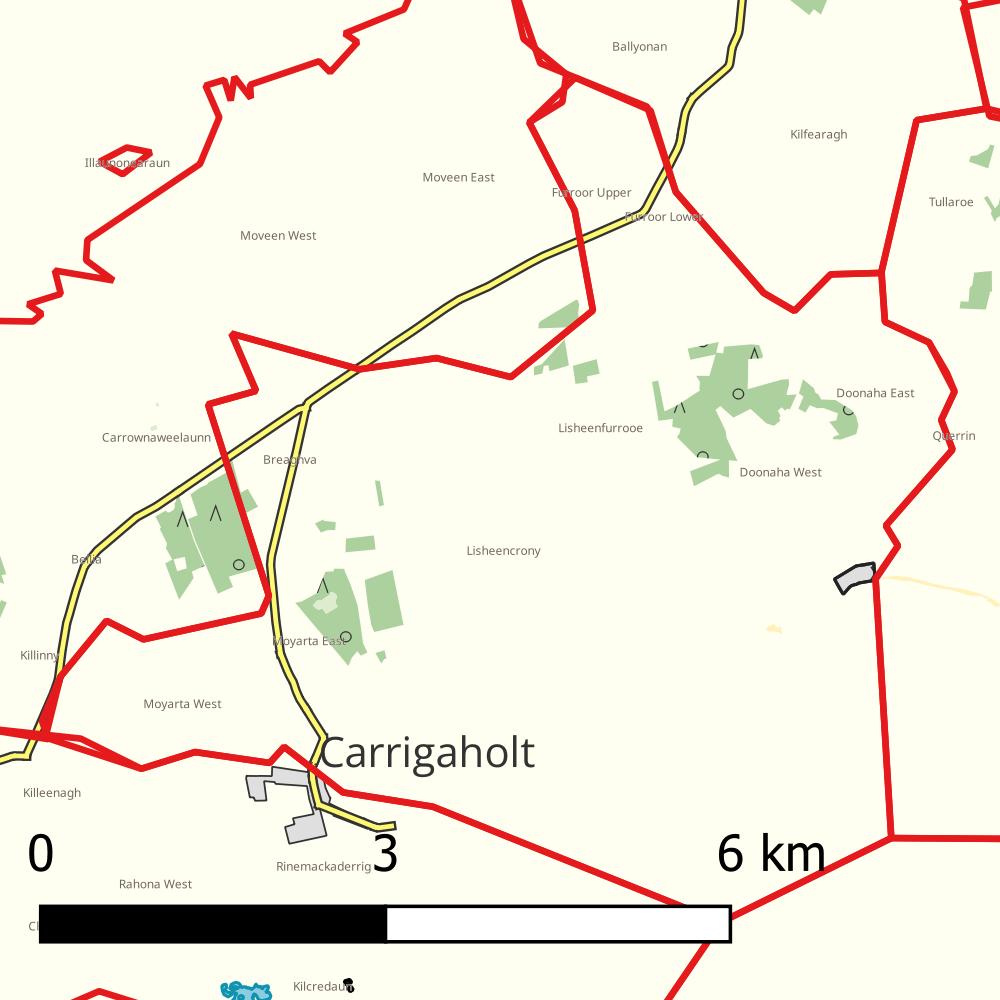 Ballyonan
Kilfearagh
Illaunonearaun
Moveen East
Furroor Upper
Tullaroe
Furroor Lower
Moveen West
Doonaha East
Lisheenfurrooe
Querrin
Carrownaweelaunn
Breaghva
Doonaha West
Lisheencrony
Bellia
Moyarta East
Killinny
Moyarta West
Carrigaholt
Killeenagh
0 3 6 km
Rinemackaderrig
Rahona West
Kilcredaun